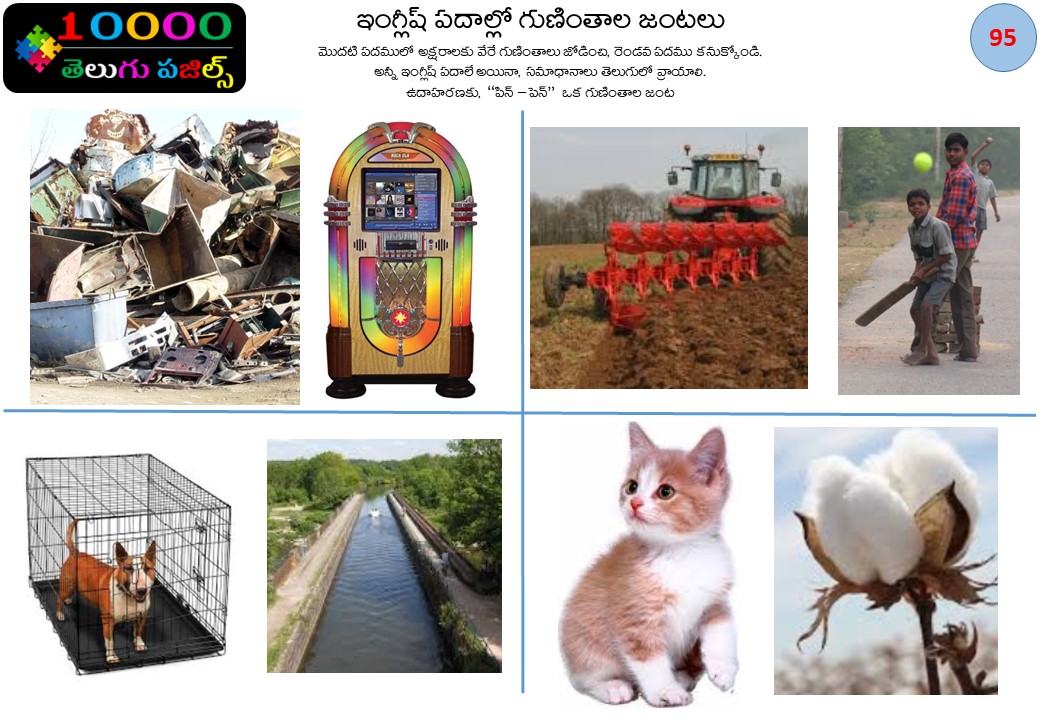 10000
తెలుగు పజిల్స్
ఇంగ్లీష్ పదాల్లో గుణింతాల జంటలు
మొదటి పదములో అక్షరాలకు వేరే గుణింతాలు జోడించి, రెండవ పదము కనుక్కోండి.
అన్నీ ఇంగ్లీష్ పదాలే అయినా, సమాధానాలు తెలుగులో వ్రాయాలి.
ఉదాహరణకు, “పిన్ – పెన్” ఒక గుణింతాల జంట
95